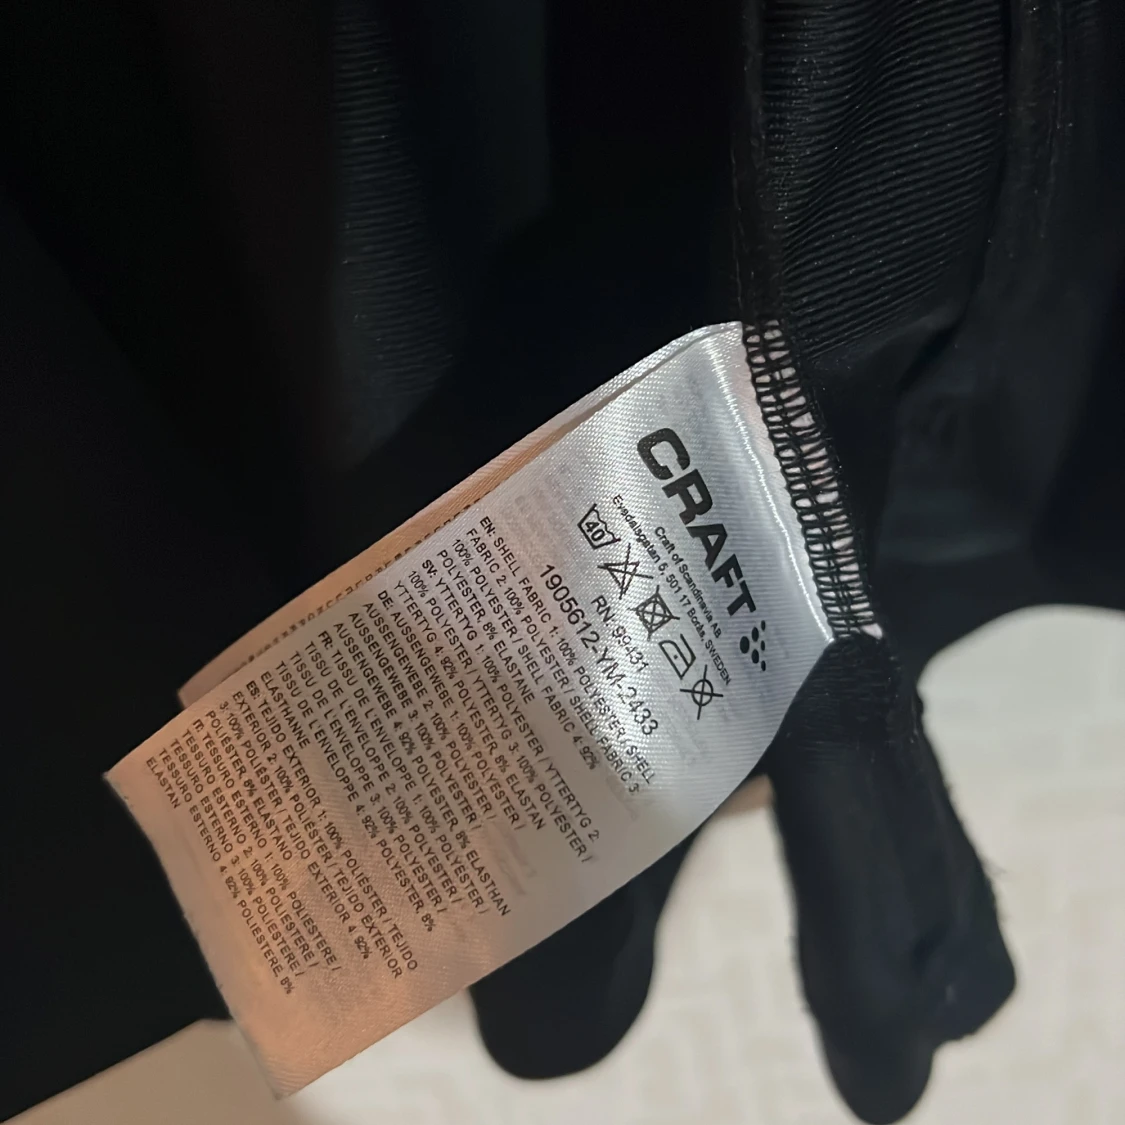 CRAFT
Craft of Scandinavia AB
Evedalsgatan 5, 501 17 Borås, SWEDEN
40
RN: 99431
1905612-YM-2433
EN: SHELL FABRIC 1: 100% POLYESTER / SHELL
FABRIC 2: 100% POLYESTER / SHELL FABRIC 3:
100% POLYESTER / SHELL FABRIC 4: 92%
POLYESTER, 8% ELASTANE
SV: YTTERTYG 1: 100% POLYESTER / YTTERTYG 2:
100% POLYESTER / YTTERTYG 3: 100% POLYESTER /
YTTERTYG 4: 92% POLYESTER, 8% ELASTAN
DE: AUSSENGEWEBE 1: 100% POLYESTER /
AUSSENGEWEBE 2: 100% POLYESTER /
AUSSENGEWEBE 3: 100% POLYESTER /
AUSSENGEWEBE 4: 92% POLYESTER, 8% ELASTHAN
FR: TISSU DE L'ENVELOPPE 1: 100% POLYESTER /
TISSU DE L'ENVELOPPE 2: 100% POLYESTER /
TISSU DE L'ENVELOPPE 3: 100% POLYESTER /
TISSU DE L'ENVELOPPE 4: 92% POLYESTER, 8%
ELASTHANNE
ES: TEJIDO EXTERIOR 1: 100% POLIÉSTER / TEJIDO
EXTERIOR 2: 100% POLIÉSTER / TEJIDO EXTERIOR
3: 100% POLIÉSTER / TEJIDO EXTERIOR 4: 92%
POLIÉSTER, 8% ELASTANO
IT: TESSURO ESTERNO 1: 100% POLIESTERE /
TESSURO ESTERNO 2: 100% POLIESTERE /
TESSURO ESTERNO 3: 100% POLIESTERE /
TESSURO ESTERNO 4: 92% POLIESTERE, 8%
ELASTAN